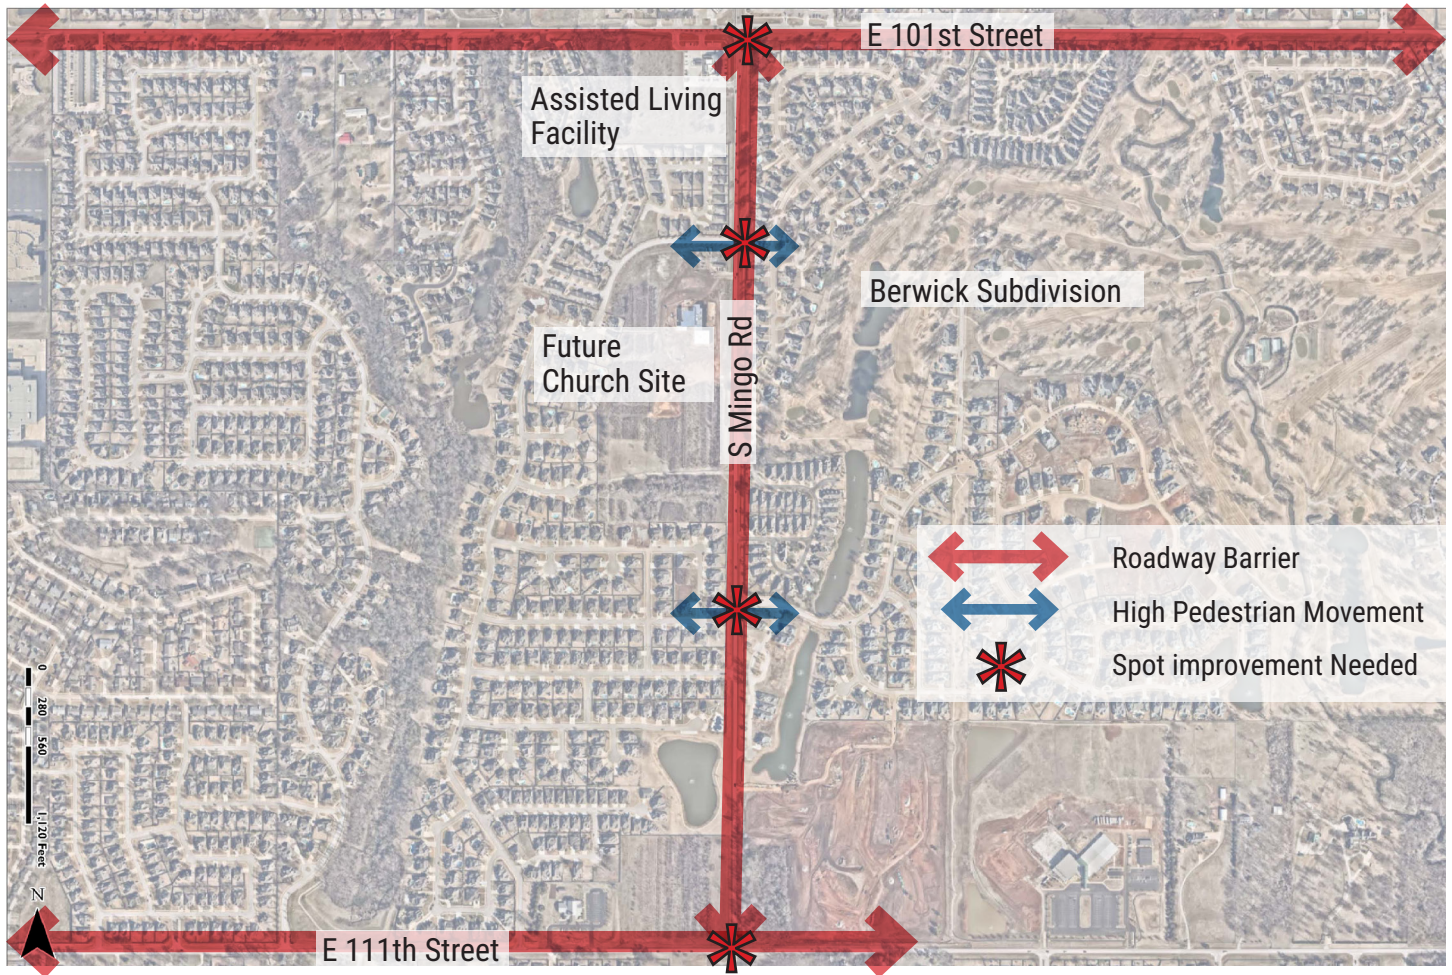 E 101st Street
Assisted Living
Facility
Berwick Subdivision
Future
Church Site
S Mingo Rd
Roadway Barrier
High Pedestrian Movement
Spot improvement Needed
0
280
560
1,120 Feet
N
E 111th Street